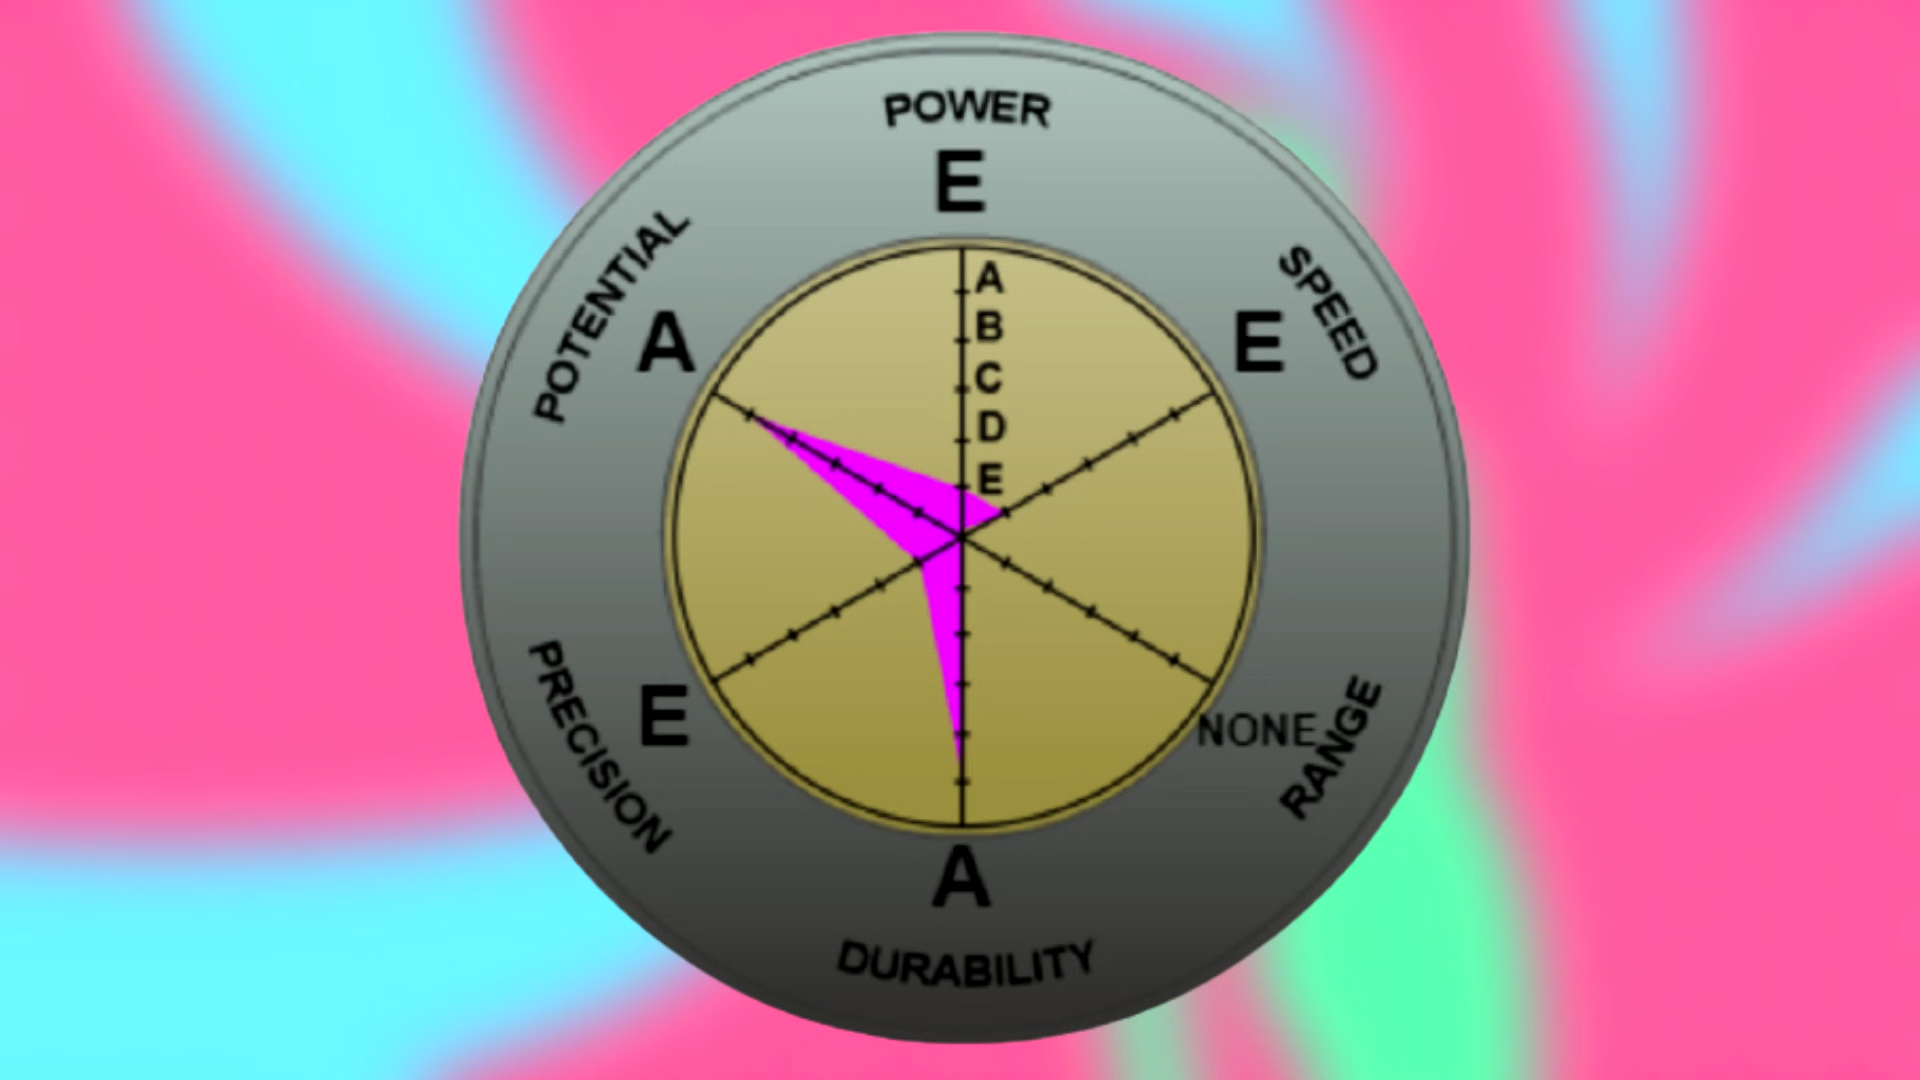 POWER
E
SPEED
E
RANGE
NONE
DURABILITY
A
PRECISION
E
POTENTIAL
A
A
B
C
D
E